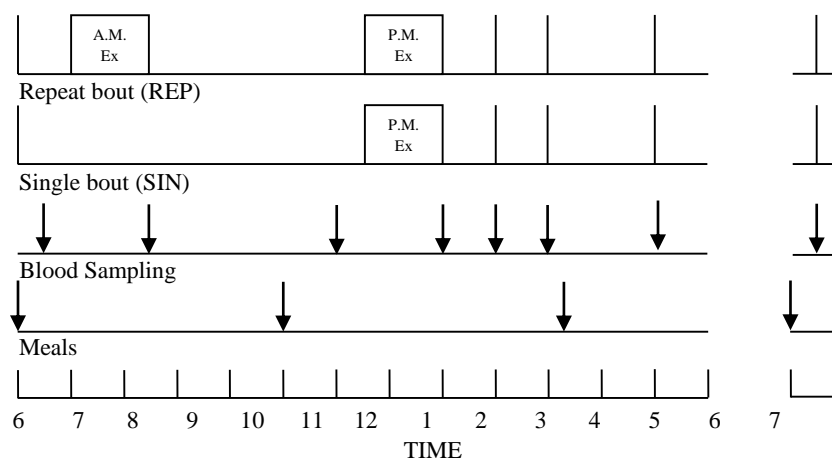 A.M.
Ex
P.M.
Ex
Repeat bout (REP)
P.M.
Ex
Single bout (SIN)
Blood Sampling
Meals
6 7 8 9 10 11 12 1 2 3 4 5 6 7
TIME